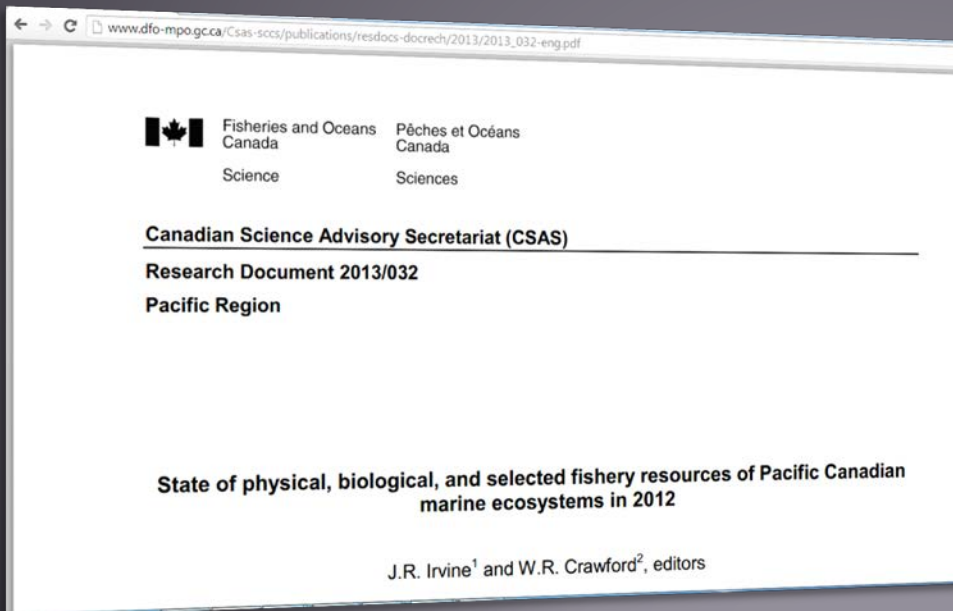 www.dfo-mpo.gc.ca/Csas-sccs/publications/resdocs-docrech/2013/2013_032-eng.pdf
Fisheries and Oceans Pêches et Océans
Canada Canada
Science Sciences
Canadian Science Advisory Secretariat (CSAS)
Research Document 2013/032
Pacific Region
State of physical, biological, and selected fishery resources of Pacific Canadian
marine ecosystems in 2012
J.R. Irvine¹ and W.R. Crawford², editors